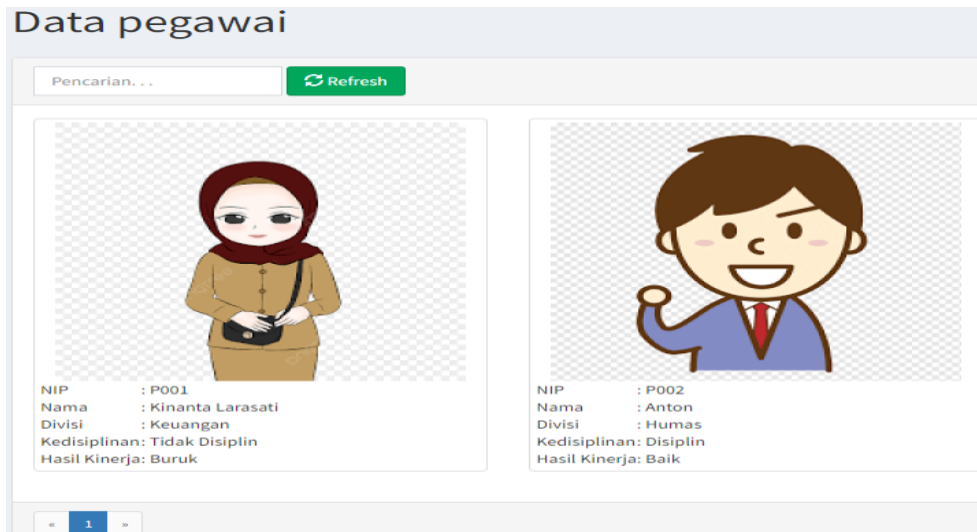 Data pegawai
Pencarian. . .
Refresh
NIP : P001
Nama : Kinanta Larasati
Divisi : Keuangan
Kedisiplinan: Tidak Disiplin
Hasil Kinerja: Buruk
NIP : P002
Nama : Anton
Divisi : Humas
Kedisiplinan: Disiplin
Hasil Kinerja: Baik
« 1 »